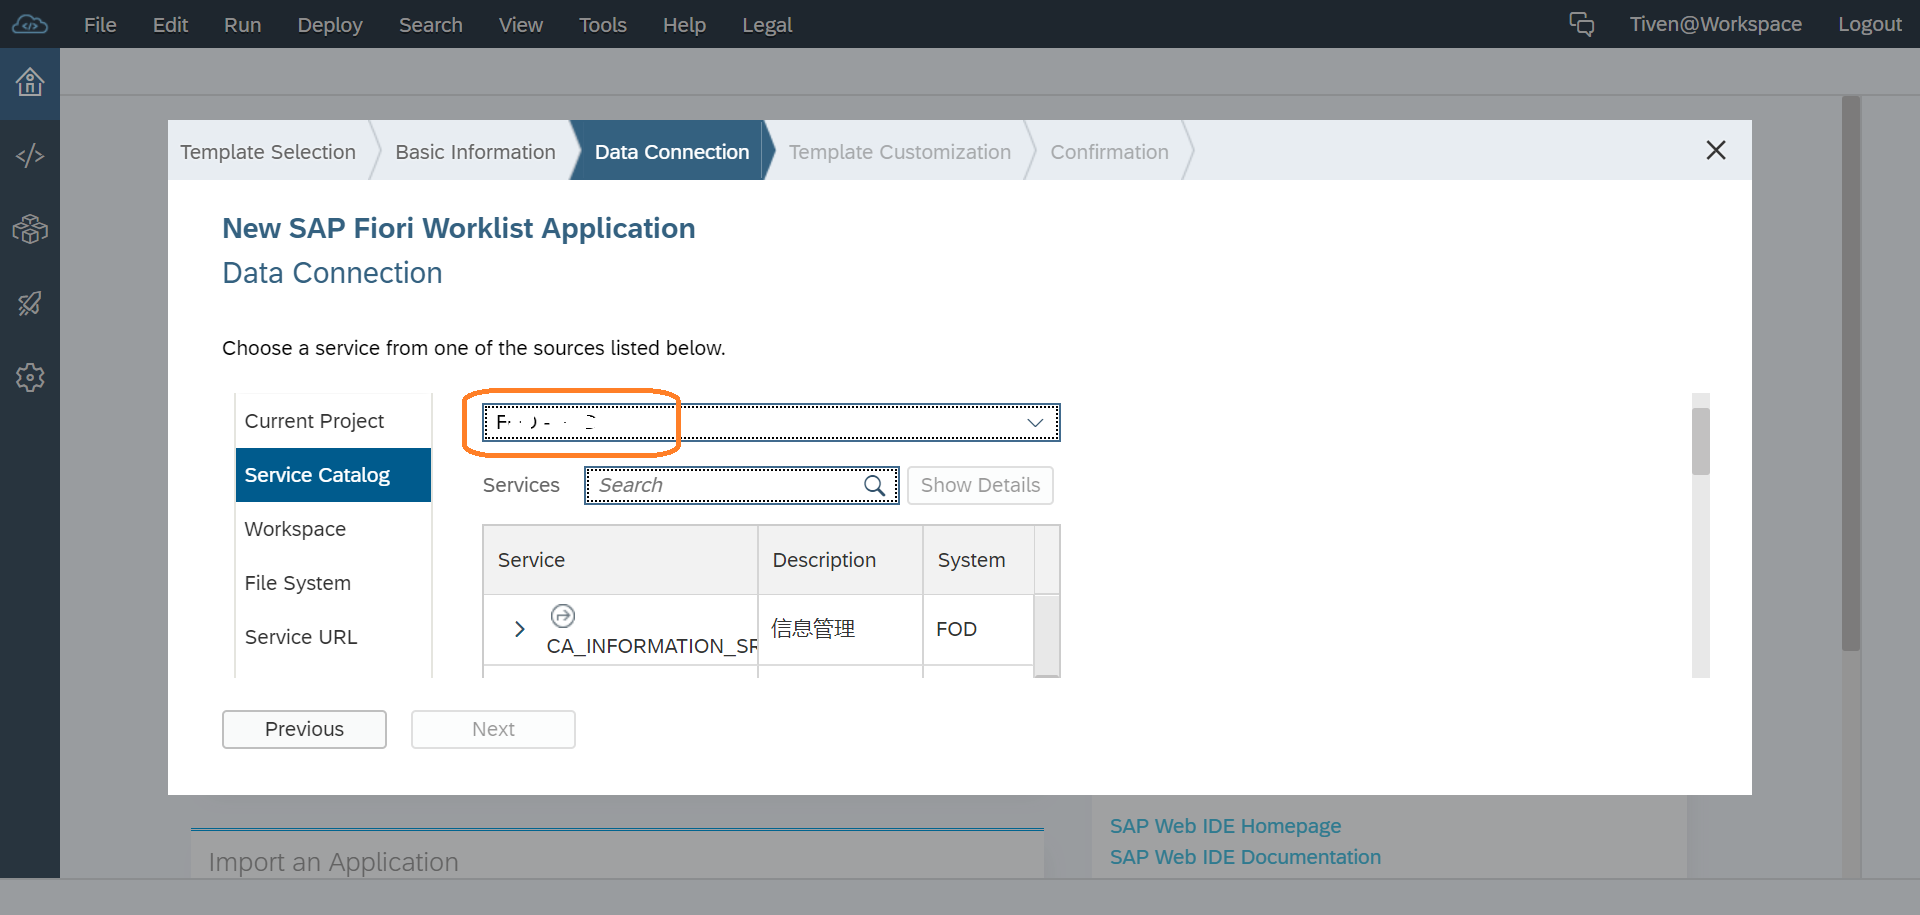 File Edit Run Deploy Search View Tools Help Legal Tiven@Workspace Logout
Template Selection Basic Information Data Connection Template Customization Confirmation
New SAP Fiori Worklist Application
Data Connection
Choose a service from one of the sources listed below.
Current Project
Service Catalog
Workspace
File System
Service URL
Services Search Show Details
Service Description System
CA_INFORMATION_SR 信息管理 FOD
Previous Next
Import an Application
SAP Web IDE Homepage
SAP Web IDE Documentation